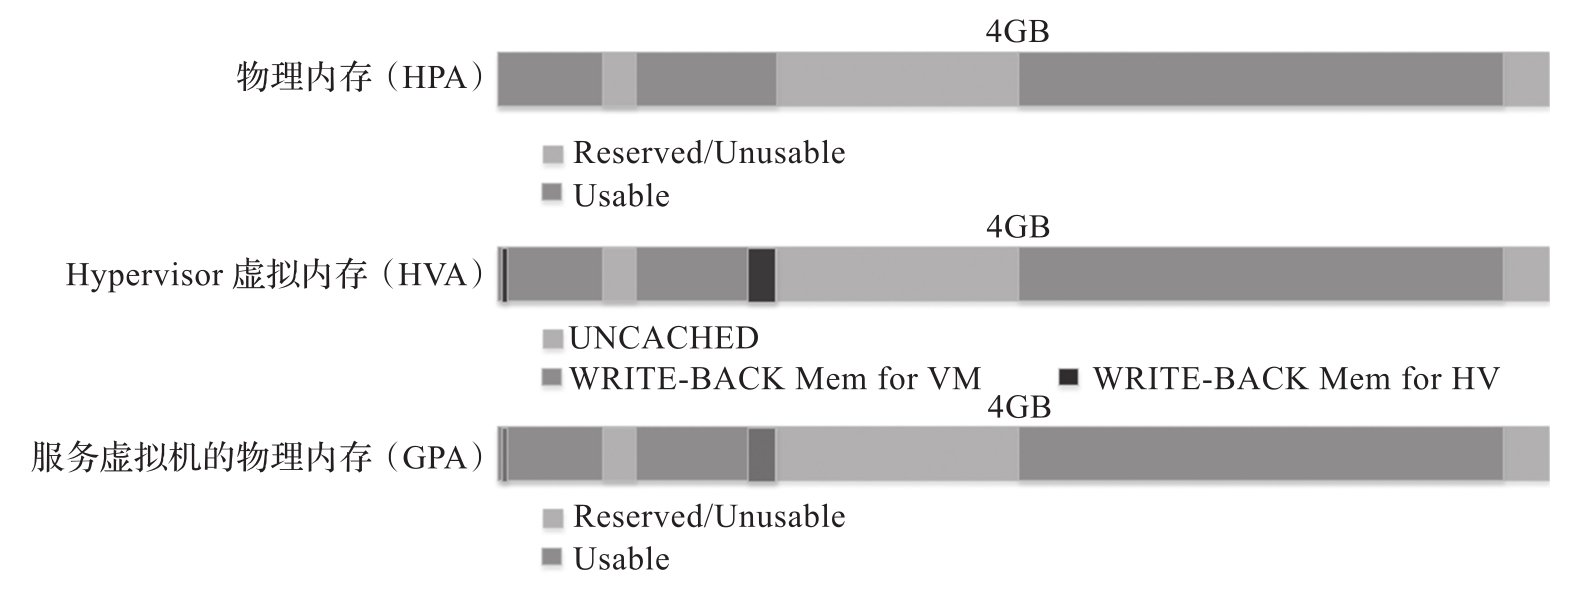 4GB
物理内存（HPA）
Reserved/Unusable
Usable
4GB
Hypervisor 虚拟内存（HVA）
UNCACHED
WRITE-BACK Mem for VM WRITE-BACK Mem for HV
4GB
服务虚拟机的物理内存（GPA）
Reserved/Unusable
Usable